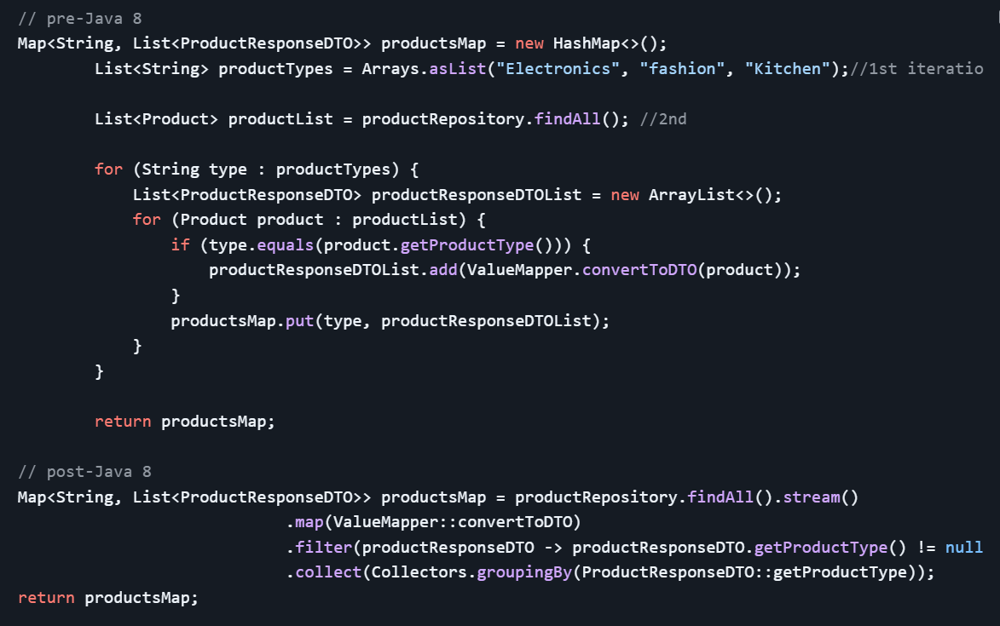 // pre-Java 8
Map<String, List<ProductResponseDTO>> productsMap = new HashMap<>();
        List<String> productTypes = Arrays.asList("Electronics", "fashion", "Kitchen");//1st iteratio

        List<Product> productList = productRepository.findAll(); //2nd

        for (String type : productTypes) {
            List<ProductResponseDTO> productResponseDTOList = new ArrayList<>();
            for (Product product : productList) {
                if (type.equals(product.getProductType())) {
                    productResponseDTOList.add(ValueMapper.convertToDTO(product));
                }
                productsMap.put(type, productResponseDTOList);
            }
        }

        return productsMap;

// post-Java 8
Map<String, List<ProductResponseDTO>> productsMap = productRepository.findAll().stream()
                            .map(ValueMapper::convertToDTO)
                            .filter(productResponseDTO -> productResponseDTO.getProductType() != null
                            .collect(Collectors.groupingBy(ProductResponseDTO::getProductType));
return productsMap;